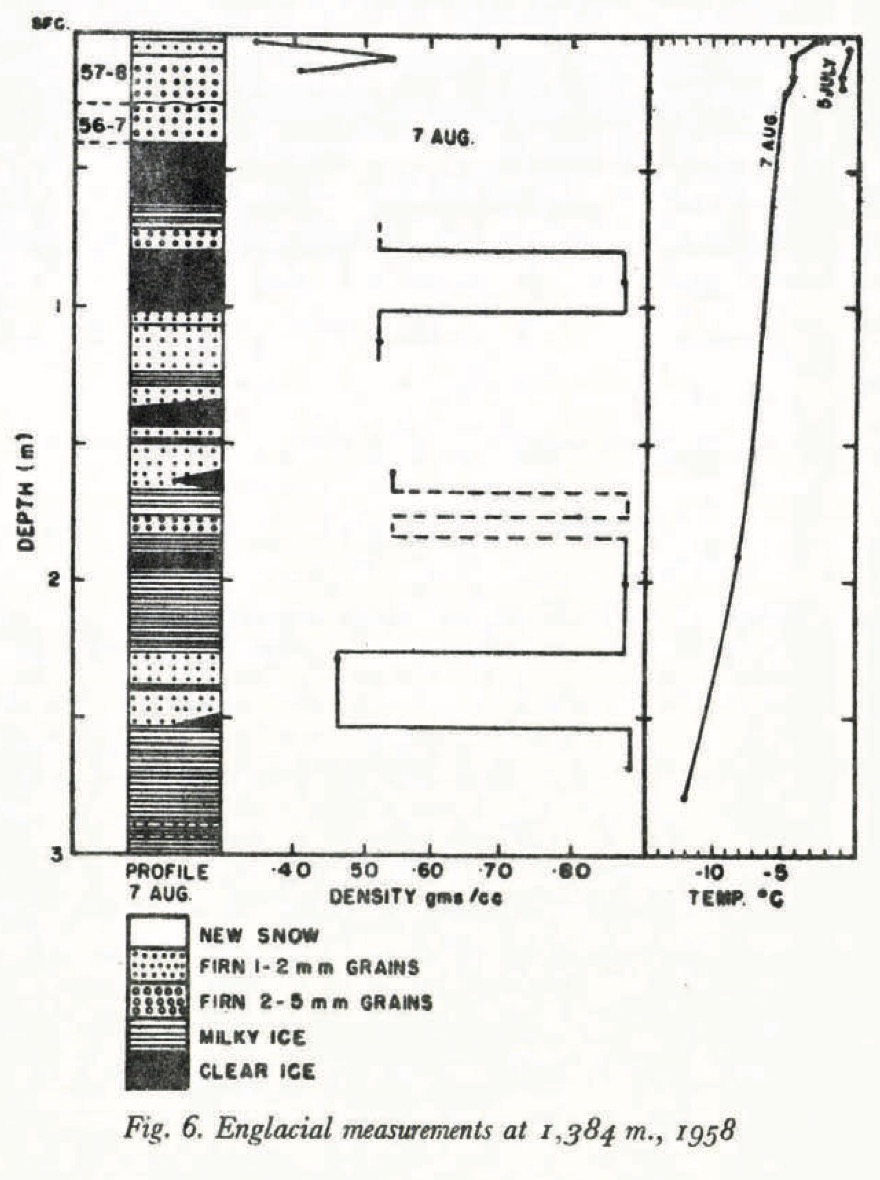 SFC.
57-8
56-7
7 AUG.
5 JULY
7 AUG.
1
DEPTH (m)
2
3
PROFILE
7 AUG.
·40 ·50 ·60 ·70 ·80
DENSITY gms/cc
-10 -5
TEMP. °C
NEW SNOW
FIRN 1-2 mm GRAINS
FIRN 2-5 mm GRAINS
MILKY ICE
CLEAR ICE
Fig. 6. Englacial measurements at 1,384 m., 1958